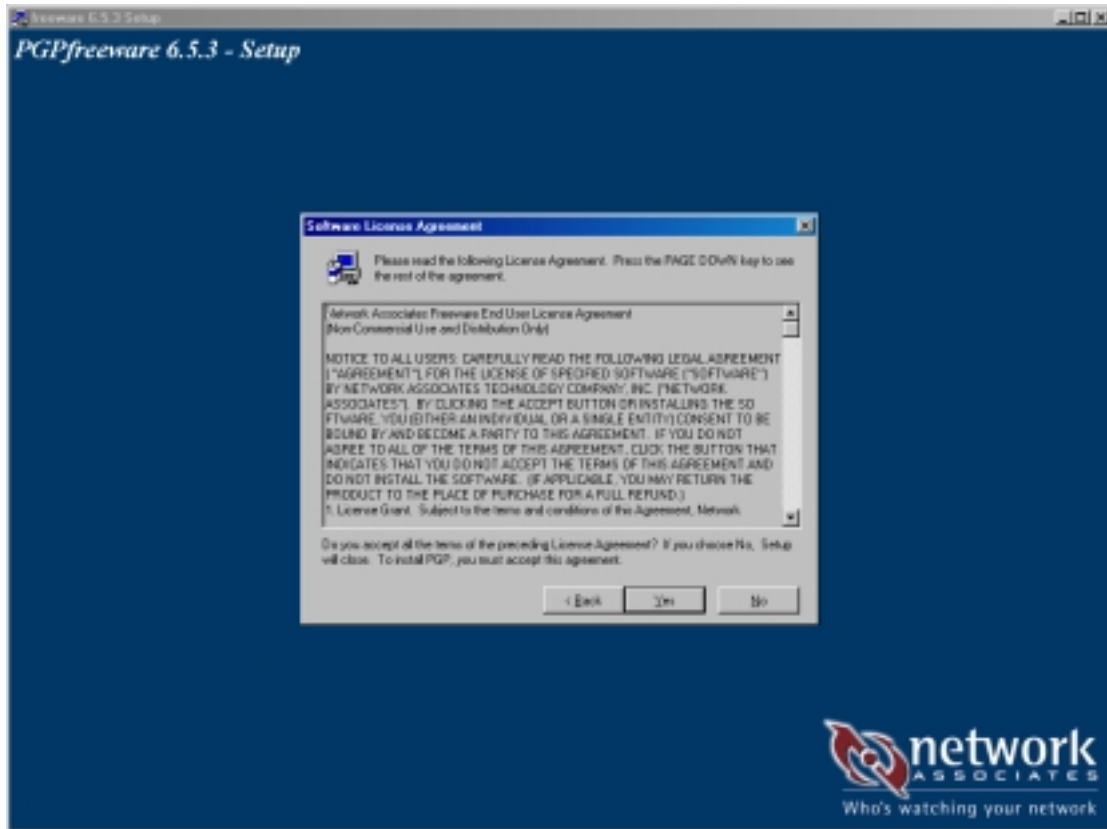 freeware 6.5.3 Setup
PGPfreeware 6.5.3 - Setup
Software License Agreement
Please read the following License Agreement. Press the PAGE DOWN key to see
the rest of the agreement.
Network Associates Freeware End User License Agreement
(Non-Commercial Use and Distribution Only)
NOTICE TO ALL USERS: CAREFULLY READ THE FOLLOWING LEGAL AGREEMENT
("AGREEMENT"), FOR THE LICENSE OF SPECIFIED SOFTWARE ("SOFTWARE")
BY NETWORK ASSOCIATES TECHNOLOGY COMPANY, INC. ("NETWORK
ASSOCIATES"). BY CLICKING THE ACCEPT BUTTON OR INSTALLING THE SO
FTWARE, YOU (EITHER AN INDIVIDUAL OR A SINGLE ENTITY) CONSENT TO BE
BOUND BY AND BECOME A PARTY TO THIS AGREEMENT. IF YOU DO NOT
AGREE TO ALL OF THE TERMS OF THIS AGREEMENT, CLICK THE BUTTON THAT
INDICATES THAT YOU DO NOT ACCEPT THE TERMS OF THIS AGREEMENT AND
DO NOT INSTALL THE SOFTWARE. (IF APPLICABLE, YOU MAY RETURN THE
PRODUCT TO THE PLACE OF PURCHASE FOR A FULL REFUND.)
1. License Grant. Subject to the terms and conditions of this Agreement, Network
Do you accept all the terms of the preceding License Agreement? If you choose No, Setup
will close. To install PGP, you must accept this agreement.
< Back
Yes
No
network
ASSOCIATES
Who's watching your network